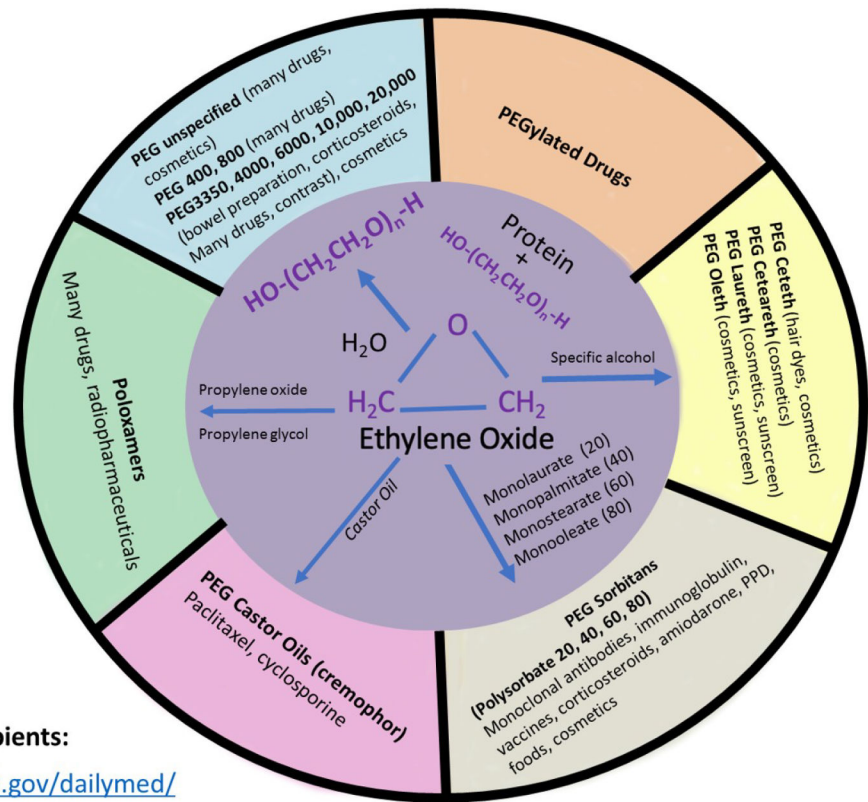 PEG unspecified (many drugs,
cosmetics)
PEG 400, 800 (many drugs)
PEG3350, 4000, 6000, 10,000, 20,000
(bowel preparation, corticosteroids,
Many drugs, contrast), cosmetics
PEGylated Drugs
PEG Ceteth (hair dyes, cosmetics)
PEG Ceteareth (cosmetics)
PEG Laureth (cosmetics, sunscreen)
PEG Oleth (cosmetics, sunscreen)
PEG Sorbitans
(Polysorbate 20, 40, 60, 80)
Monoclonal antibodies, immunoglobulin,
vaccines, corticosteroids, amiodarone, PPD,
foods, cosmetics
PEG Castor Oils (cremophor)
Paclitaxel, cyclosporine
Poloxamers
Many drugs, radiopharmaceuticals
HO-(CH₂CH₂O)ₙ-H
Protein
+
HO-(CH₂CH₂O)ₙ-H
H₂O
O
H₂C
CH₂
Ethylene Oxide
Specific alcohol
Propylene oxide
Propylene glycol
Castor Oil
Monolaurate (20)
Monopalmitate (40)
Monostearate (60)
Monooleate (80)
pients:
.gov/dailymed/